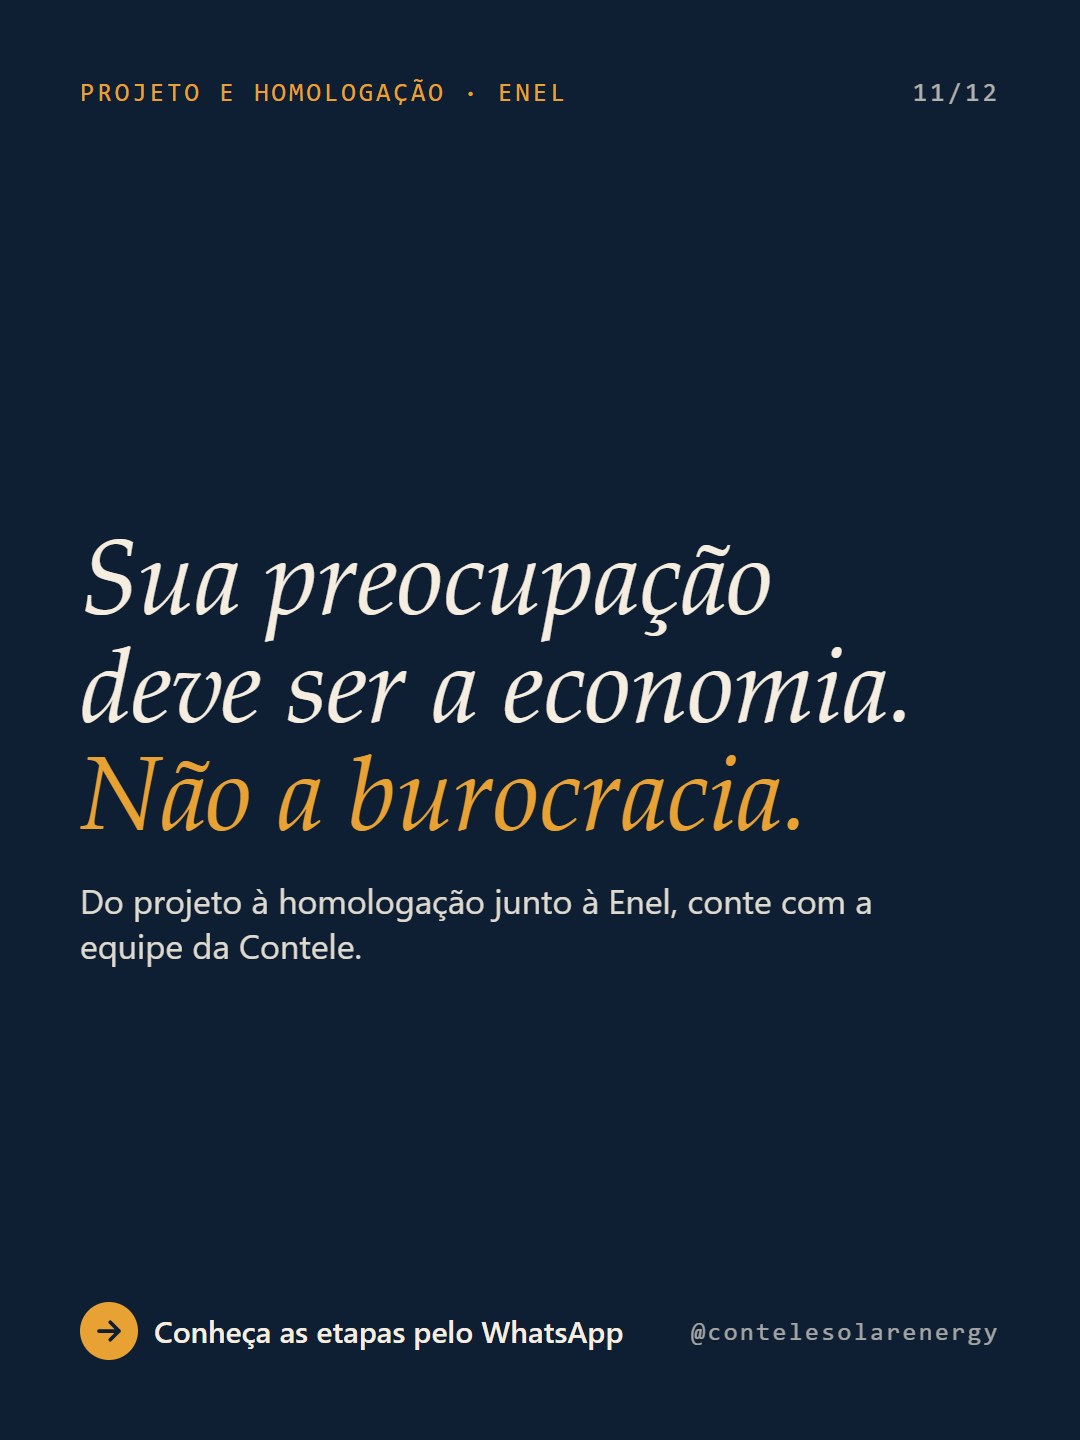 PROJETO E HOMOLOGAÇÃO · ENEL
11/12
Sua preocupação
deve ser a economia.
Não a burocracia.
Do projeto à homologação junto à Enel, conte com a
equipe da Contele.
Conheça as etapas pelo WhatsApp
@contelesolarenergy